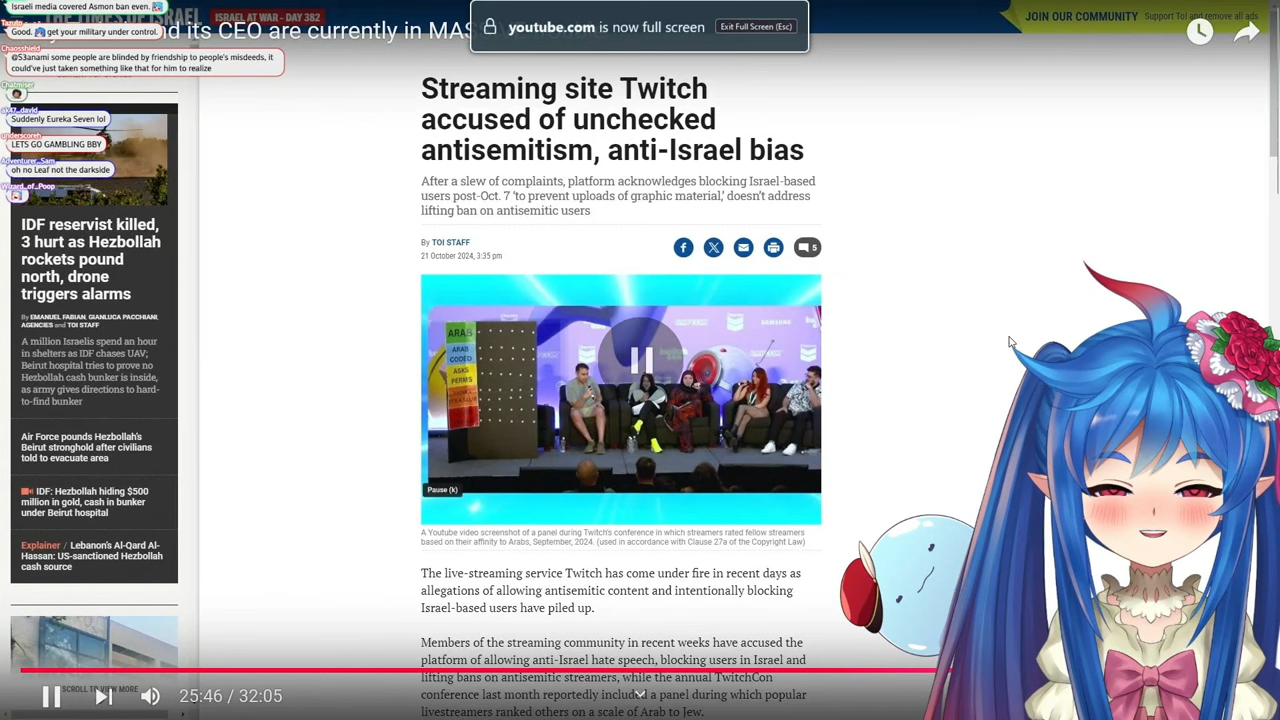 Israeli media covered Asmon ban even.
Good. get your military under control.
Chaosshield
@S3anami some people are blinded by friendship to people's misdeeds, it
could've just taken something like that for him to realize
Suddenly Eureka Seven lol
underscoreh
LETS GO GAMBLING BBY
Adventurer_Sam
oh no Leaf not the darkside
Wizard_of_Poop
THE TIMES OF ISRAEL
ISRAEL AT WAR - DAY 382
and its CEO are currently in
youtube.com is now full screen
Exit Full Screen (Esc)
JOIN OUR COMMUNITY
Support ToI and remove all ads
IDF reservist killed,
3 hurt as Hezbollah
rockets pound
north, drone
triggers alarms
By EMANUEL FABIAN, GIANLUCA PACCHIANI,
AGENCIES and TOI STAFF
A million Israelis spend an hour
in shelters as IDF chases UAV;
Beirut hospital tries to prove no
Hezbollah cash bunker is inside,
as army gives directions to hard-
to-find bunker
Air Force pounds Hezbollah's
Beirut stronghold after civilians
told to evacuate area
IDF: Hezbollah hiding $500
million in gold, cash in bunker
under Beirut hospital
Explainer / Lebanon's Al-Qard Al-
Hassan: US-sanctioned Hezbollah
cash source
Streaming site Twitch
accused of unchecked
antisemitism, anti-Israel bias
After a slew of complaints, platform acknowledges blocking Israel-based
users post-Oct. 7 'to prevent uploads of graphic material,' doesn't address
lifting ban on antisemitic users
By TOI STAFF
21 October 2024, 3:35 pm
5
ARAB
ARAB
CODED
ASKS
PERMS
SAMSUNG
Pause (k)
A Youtube video screenshot of a panel during Twitch's conference in which streamers rated fellow streamers
based on their affinity to Arabs, September, 2024. (used in accordance with Clause 27a of the Copyright Law)
The live-streaming service Twitch has come under fire in recent days as
allegations of allowing antisemitic content and intentionally blocking
Israel-based users have piled up.
Members of the streaming community in recent weeks have accused the
platform of allowing anti-Israel hate speech, blocking users in Israel and
lifting bans on antisemitic streamers, while the annual TwitchCon
conference last month reportedly included a panel during which popular
livestreamers ranked others on a scale of Arab to Jew.
SCROLL TO VIEW MORE
25:46 / 32:05